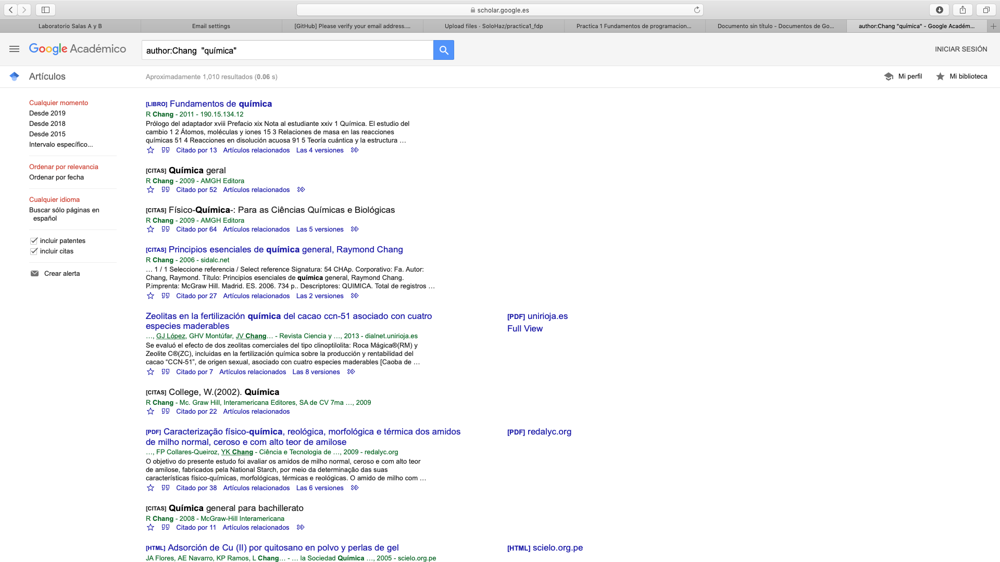 scholar.google.es
Laboratorio Salas A y B
Email settings
[GitHub] Please verify your email address....
Upload files · SoloHaz/practica1_fdp
Practica 1 Fundamentos de programacion...
Documento sin título - Documentos de Go...
author:Chang "química" - Google Académ...
Google Académico
author:Chang "química"
INICIAR SESIÓN
Artículos
Aproximadamente 1,010 resultados (0.06 s)
Mi perfil
Mi biblioteca
Cualquier momento
Desde 2019
Desde 2018
Desde 2015
Intervalo específico...
Ordenar por relevancia
Ordenar por fecha
Cualquier idioma
Buscar sólo páginas en
español
incluir patentes
incluir citas
Crear alerta
[LIBRO] Fundamentos de química
R Chang - 2011 - 190.15.134.12
Prólogo del adaptador xviii Prefacio xix Nota al estudiante xxiv 1 Química. El estudio del
cambio 1 2 Átomos, moléculas y iones 15 3 Relaciones de masa en las reacciones
químicas 51 4 Reacciones en disolución acuosa 91 5 Teoría cuántica y la estructura …
Citado por 13 Artículos relacionados Las 4 versiones
[CITAS] Química geral
R Chang - 2009 - AMGH Editora
Citado por 52 Artículos relacionados
[CITAS] Físico-Química-: Para as Ciências Químicas e Biológicas
R Chang - 2009 - AMGH Editora
Citado por 64 Artículos relacionados Las 5 versiones
[CITAS] Principios esenciales de química general, Raymond Chang
R Chang - 2006 - sidalc.net
… 1 / 1 Seleccione referencia / Select reference Signatura: 54 CHAp. Corporativo: Fa. Autor:
Chang, Raymond. Título: Principios esenciales de química general, Raymond Chang.
P.imprenta: McGraw Hill. Madrid. ES. 2006. 734 p.. Descriptores: QUIMICA. Total de registros …
Citado por 27 Artículos relacionados Las 2 versiones
Zeolitas en la fertilización química del cacao ccn-51 asociado con cuatro
especies maderables
…, GJ López, GHV Montúfar, JV Chang… - Revista Ciencia y …, 2013 - dialnet.unirioja.es
Se evaluó el efecto de dos zeolitas comerciales del tipo clinoptilolita: Roca Mágica®(RM) y
Zeolite C®(ZC), incluidas en la fertilización química sobre la producción y rentabilidad del
cacao “CCN-51”, de origen sexual, asociado con cuatro especies maderables [Caoba de …
Citado por 7 Artículos relacionados Las 8 versiones
[PDF] unirioja.es
Full View
[CITAS] College, W.(2002). Química
R Chang - Mc. Graw Hill, Interamericana Editores, SA de CV 7ma …, 2009
Citado por 22 Artículos relacionados
[PDF] Caracterização físico-química, reológica, morfológica e térmica dos amidos
de milho normal, ceroso e com alto teor de amilose
…, FP Collares-Queiroz, YK Chang - Ciência e Tecnologia de …, 2009 - redalyc.org
O objetivo do presente estudo foi avaliar os amidos de milho normal, ceroso e com alto teor
de amilose, fabricados pela National Starch, por meio da determinação das suas
características físico-químicas, morfológicas, térmicas e reológicas. O amido de milho com …
Citado por 38 Artículos relacionados Las 6 versiones
[PDF] redalyc.org
[CITAS] Química general para bachillerato
R Chang - 2008 - McGraw-Hill Interamericana
Citado por 11 Artículos relacionados
[HTML] Adsorción de Cu (II) por quitosano en polvo y perlas de gel
JA Flores, AE Navarro, KP Ramos, L Chang… - … la Sociedad Química …, 2005 - scielo.org.pe
[HTML] scielo.org.pe